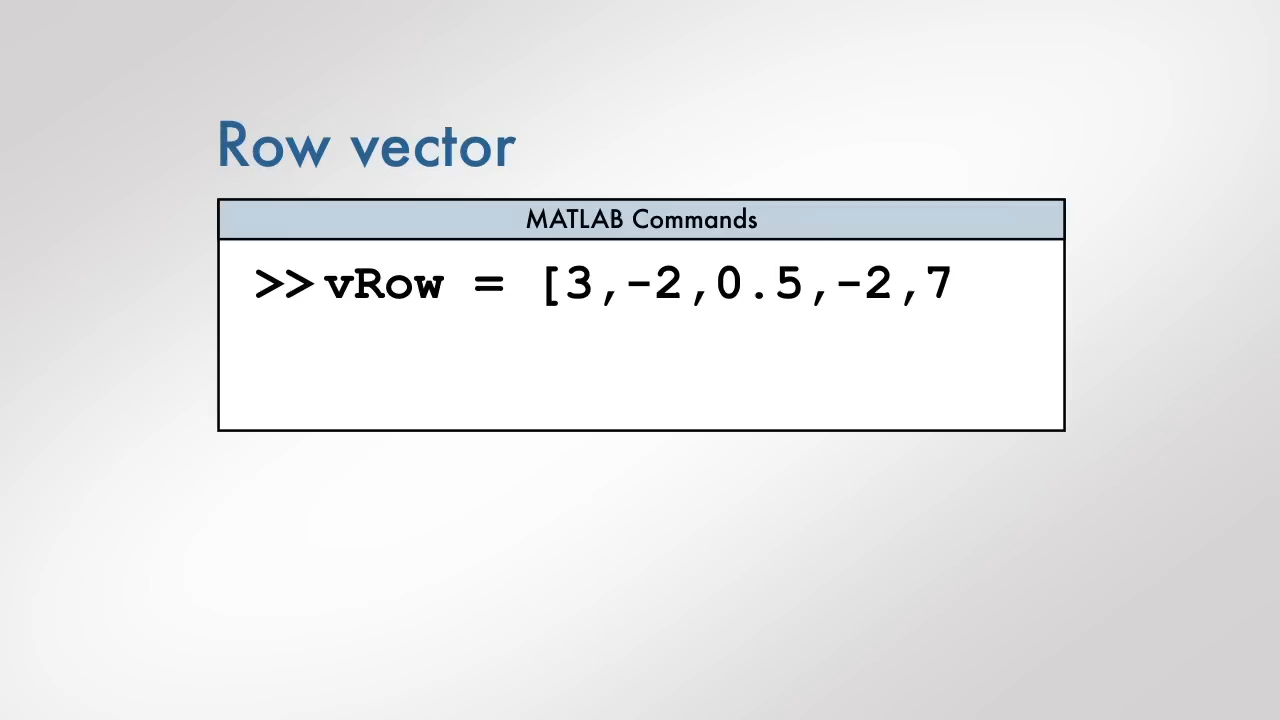 Row vector
MATLAB Commands
>>vRow = [3,-2,0.5,-2,7